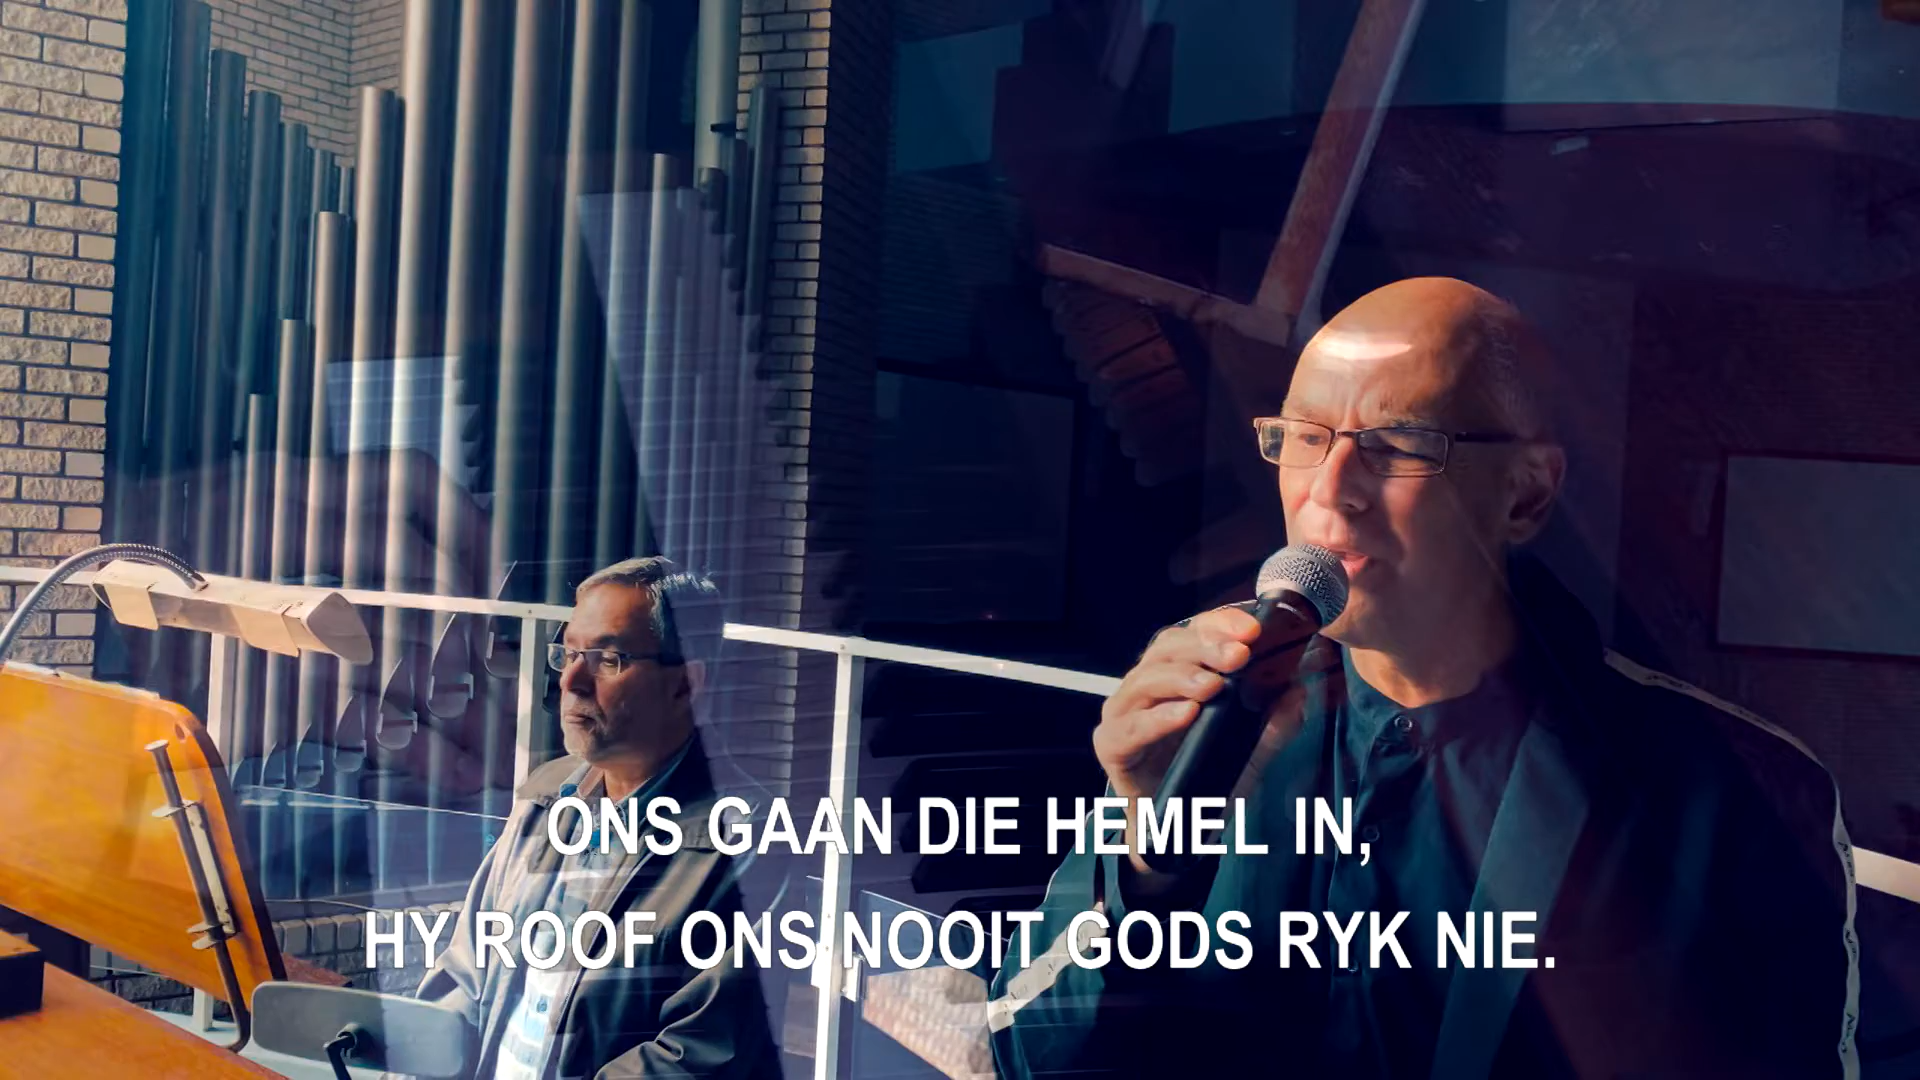 ONS GAAN DIE HEMEL IN,
HY ROOF ONS NOOIT GODS RYK NIE.